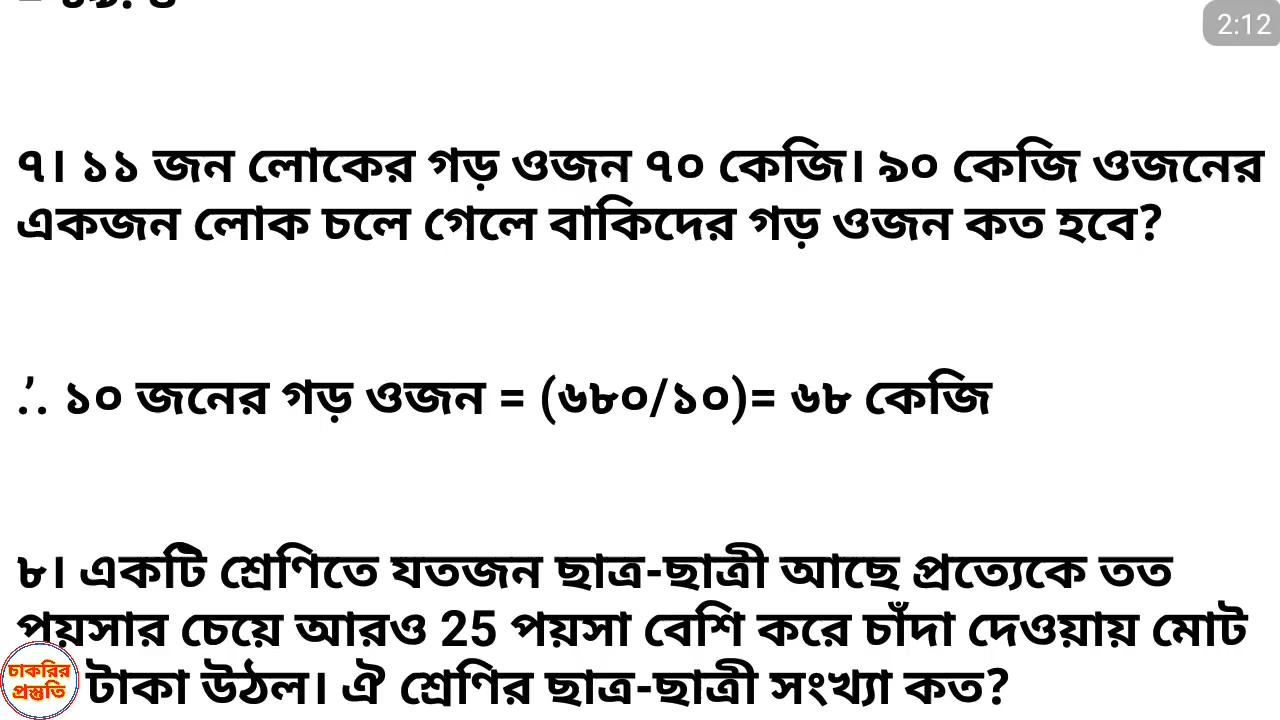 2:12
৭। ১১ জন লোকের গড় ওজন ৭০ কেজি। ৯০ কেজি ওজনের
একজন লোক চলে গেলে বাকিদের গড় ওজন কত হবে?
∴ ১০ জনের গড় ওজন = (৬৮০/১০)= ৬৮ কেজি
৮। একটি শ্রেণিতে যতজন ছাত্র-ছাত্রী আছে প্রত্যেকে তত
পয়সার চেয়ে আরও 25 পয়সা বেশি করে চাঁদা দেওয়ায় মোট
টাকা উঠল। ঐ শ্রেণির ছাত্র-ছাত্রী সংখ্যা কত?
চাকরির
প্রস্তুতি